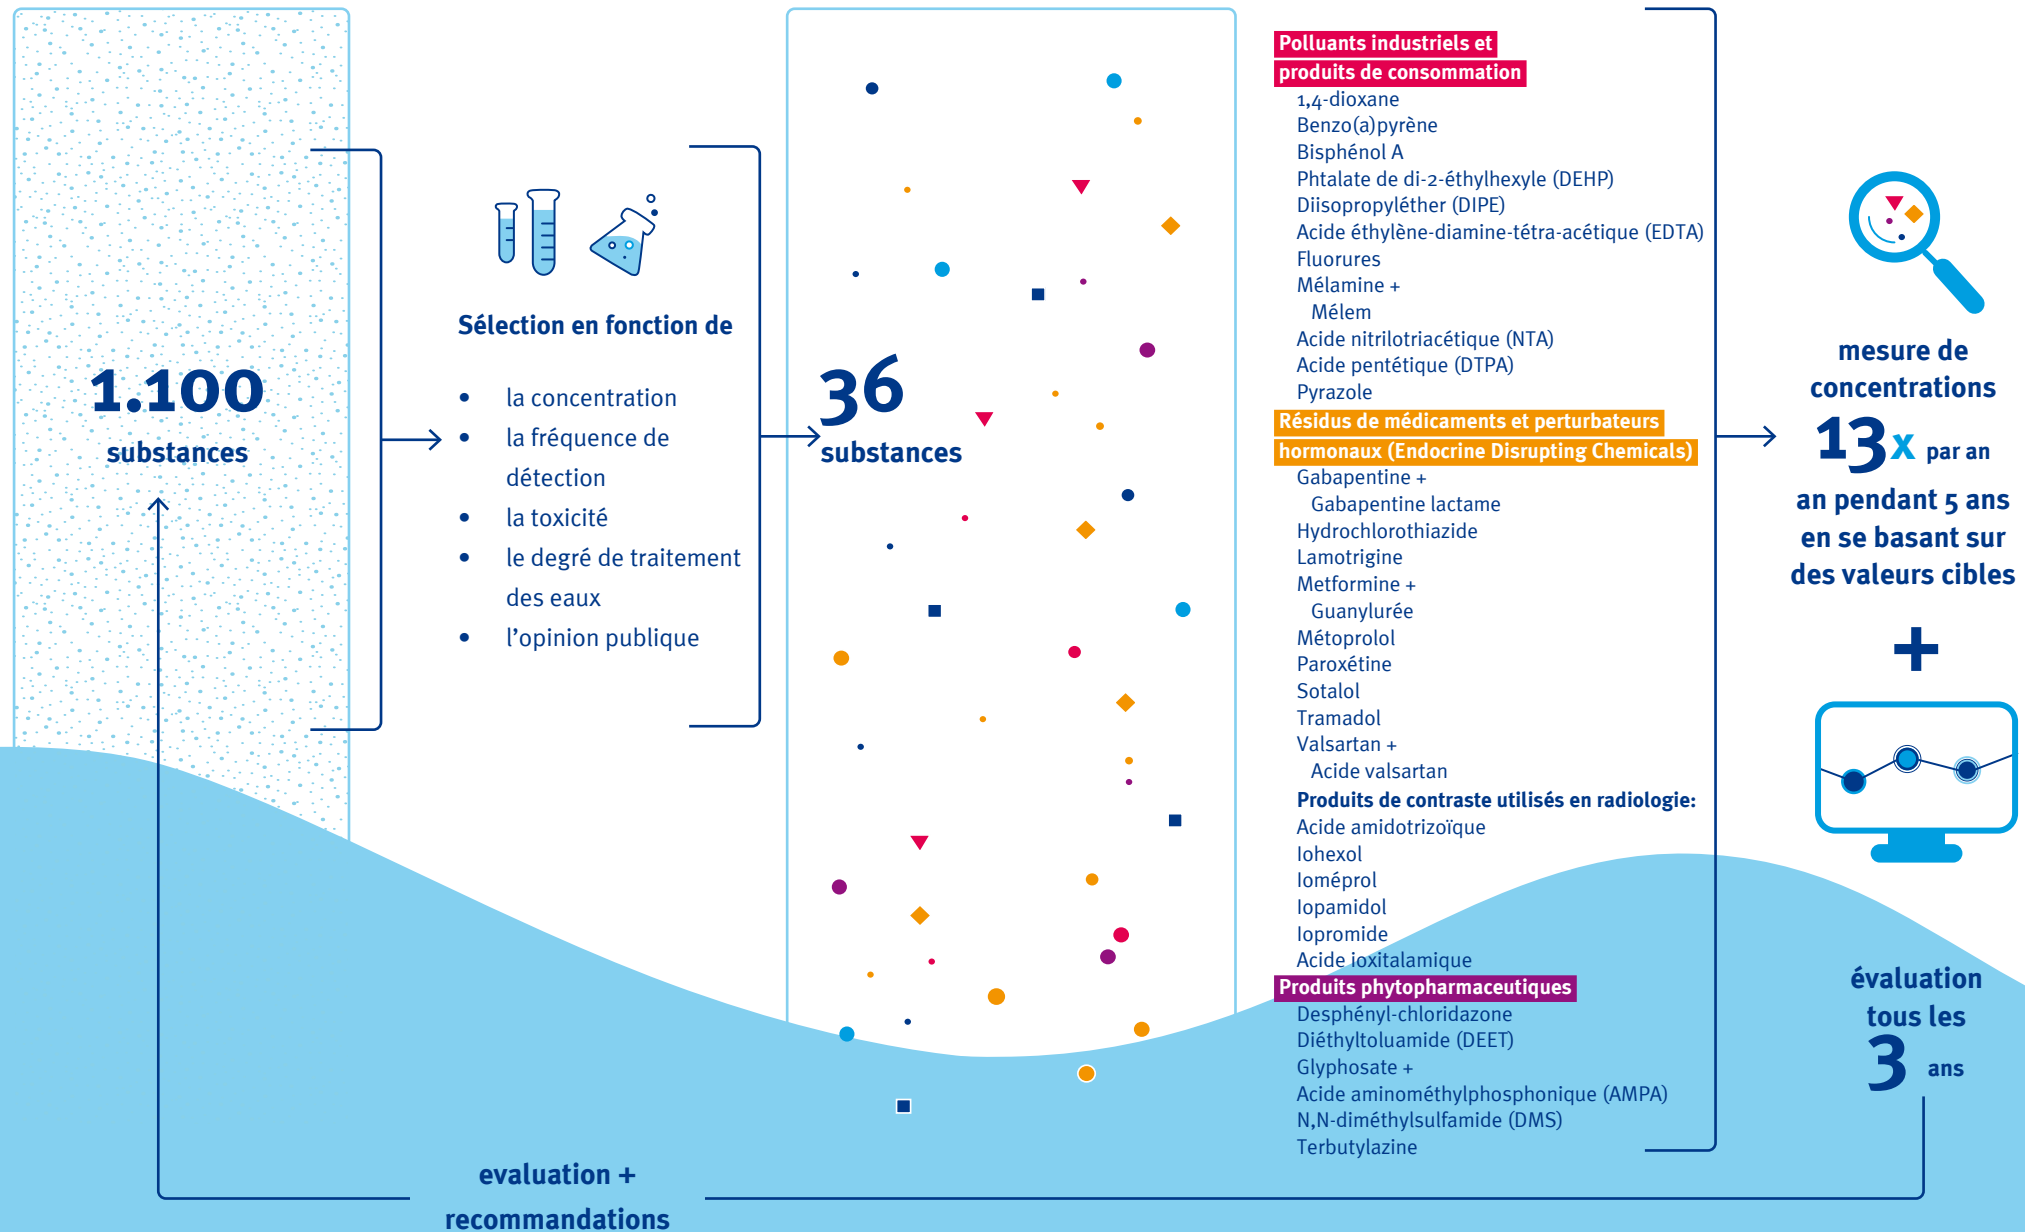 1.100
substances
Sélection en fonction de
• la concentration
• la fréquence de
détection
• la toxicité
• le degré de traitement
des eaux
• l’opinion publique
36
substances
Polluants industriels et
produits de consommation
1,4-dioxane
Benzo(a)pyrène
Bisphénol A
Phtalate de di-2-éthylhexyle (DEHP)
Diisopropyléther (DIPE)
Acide éthylène-diamine-tétra-acétique (EDTA)
Fluorures
Mélamine +
Mélem
Acide nitrilotriacétique (NTA)
Acide pentétique (DTPA)
Pyrazole
Résidus de médicaments et perturbateurs
hormonaux (Endocrine Disrupting Chemicals)
Gabapentine +
Gabapentine lactame
Hydrochlorothiazide
Lamotrigine
Metformine +
Guanylurée
Métoprolol
Paroxétine
Sotalol
Tramadol
Valsartan +
Acide valsartan
Produits de contraste utilisés en radiologie:
Acide amidotrizoïque
Iohexol
Ioméprol
Iopamidol
Iopromide
Acide ioxitalamique
Produits phytopharmaceutiques
Desphényl-chloridazone
Diéthyltoluamide (DEET)
Glyphosate +
Acide aminométhylphosphonique (AMPA)
N,N-diméthylsulfamide (DMS)
Terbutylazine
mesure de
concentrations
13x par an
an pendant 5 ans
en se basant sur
des valeurs cibles
+
évaluation
tous les
3 ans
evaluation +
recommandations